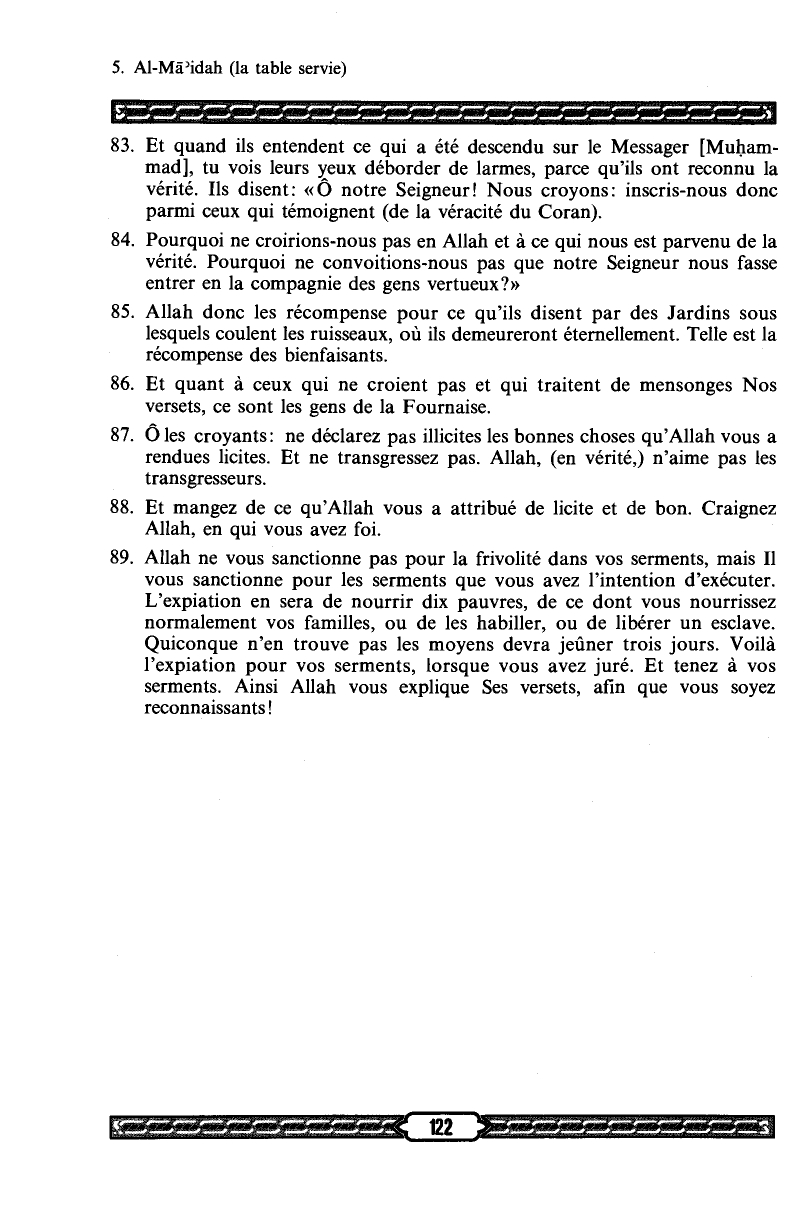 5. Al-Māʾidah (la table servie)
83. Et quand ils entendent ce qui a été descendu sur le Messager [Muḥam-
mad], tu vois leurs yeux déborder de larmes, parce qu’ils ont reconnu la
vérité. Ils disent: «Ô notre Seigneur! Nous croyons: inscris-nous donc
parmi ceux qui témoignent (de la véracité du Coran).
84. Pourquoi ne croirions-nous pas en Allah et à ce qui nous est parvenu de la
vérité. Pourquoi ne convoitions-nous pas que notre Seigneur nous fasse
entrer en la compagnie des gens vertueux?»
85. Allah donc les récompense pour ce qu’ils disent par des Jardins sous
lesquels coulent les ruisseaux, où ils demeureront éternellement. Telle est la
récompense des bienfaisants.
86. Et quant à ceux qui ne croient pas et qui traitent de mensonges Nos
versets, ce sont les gens de la Fournaise.
87. Ô les croyants: ne déclarez pas illicites les bonnes choses qu’Allah vous a
rendues licites. Et ne transgressez pas. Allah, (en vérité,) n’aime pas les
transgresseurs.
88. Et mangez de ce qu’Allah vous a attribué de licite et de bon. Craignez
Allah, en qui vous avez foi.
89. Allah ne vous sanctionne pas pour la frivolité dans vos serments, mais Il
vous sanctionne pour les serments que vous avez l’intention d’exécuter.
L’expiation en sera de nourrir dix pauvres, de ce dont vous nourrissez
normalement vos familles, ou de les habiller, ou de libérer un esclave.
Quiconque n’en trouve pas les moyens devra jeûner trois jours. Voilà
l’expiation pour vos serments, lorsque vous avez juré. Et tenez à vos
serments. Ainsi Allah vous explique Ses versets, afin que vous soyez
reconnaissants!
122